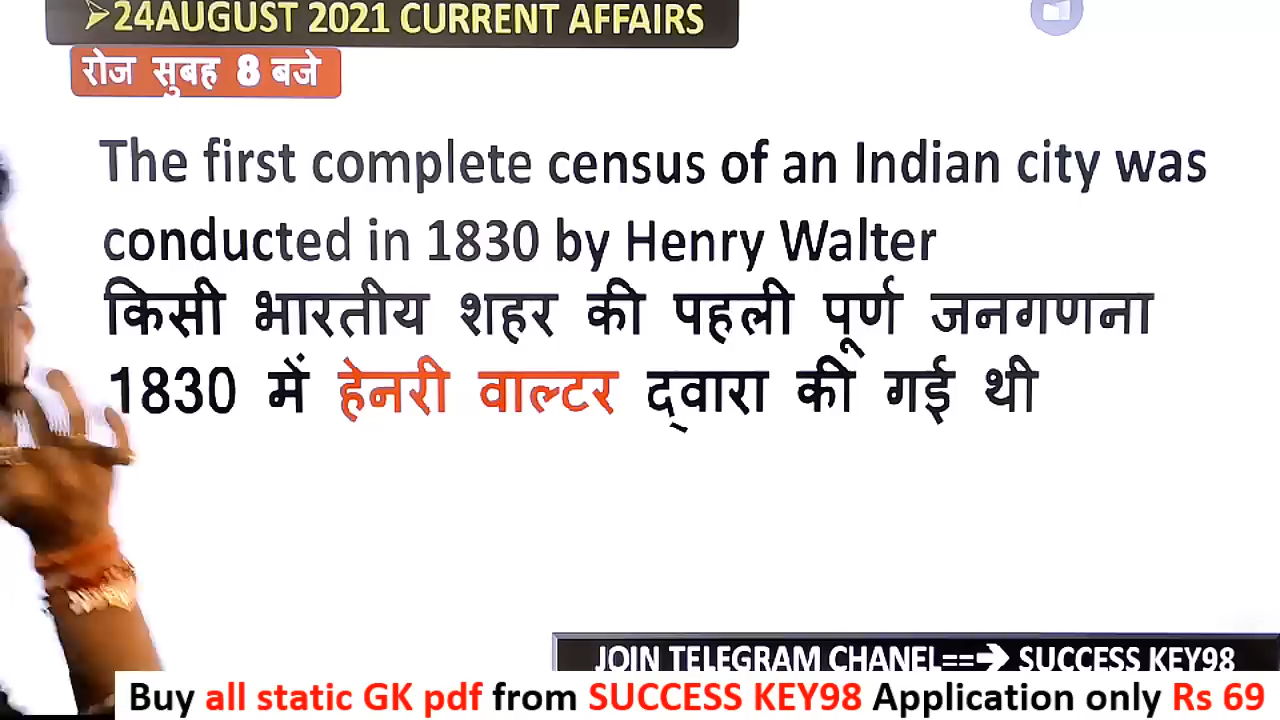 ➢24AUGUST 2021 CURRENT AFFAIRS
रोज सुबह 8 बजे
The first complete census of an Indian city was
conducted in 1830 by Henry Walter
किसी भारतीय शहर की पहली पूर्ण जनगणना
1830 में हेनरी वाल्टर द्वारा की गई थी
JOIN TELEGRAM CHANEL==➔ SUCCESS KEY98
Buy all static GK pdf from SUCCESS KEY98 Application only Rs 69